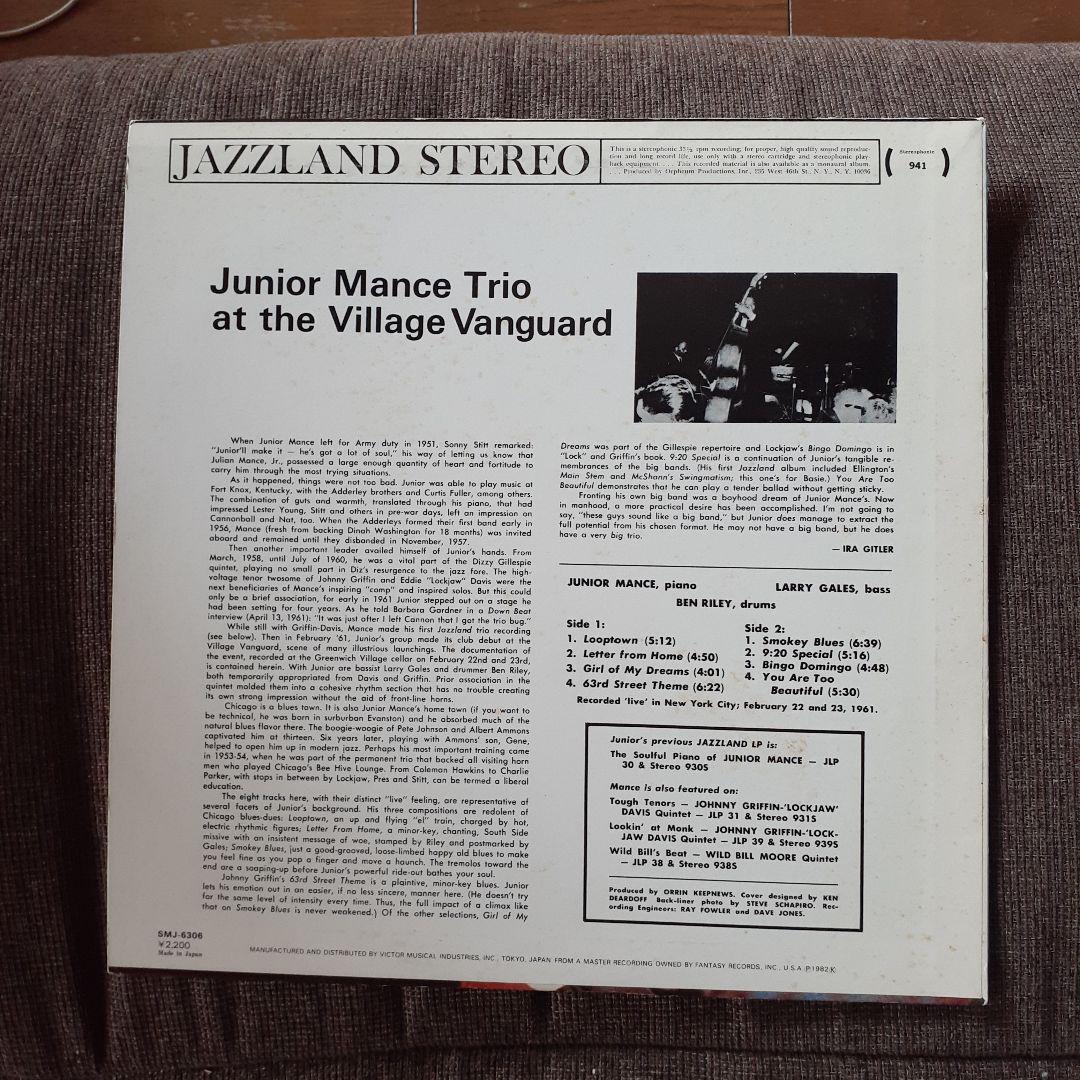 JAZZLAND STEREO
This is a stereophonic 33⅓ rpm recording; for proper, high quality sound reproduc-
tion and long record life, use only with a stereo cartridge and stereophonic play-
back equipment. . . . This recorded material is also available as a monaural album.
. . . Produced by Orpheum Productions, Inc., 235 West 46th St., N. Y., N. Y. 10036
Stereophonic
( 941 )
Junior Mance Trio
at the Village Vanguard
When Junior Mance left for Army duty in 1951, Sonny Stitt remarked:
"Junior'll make it — he's got a lot of soul," his way of letting us know that
Julian Mance, Jr., possessed a large enough quantity of heart and fortitude to
carry him through the most trying situations.
As it happened, things were not too bad. Junior was able to play music at
Fort Knox, Kentucky, with the Adderley brothers and Curtis Fuller, among others.
The combination of guts and warmth, translated through his piano, that had
impressed Lester Young, Stitt and others in pre-war days, left an impression on
Cannonball and Nat, too. When the Adderleys formed their first band early in
1956, Mance (fresh from backing Dinah Washington for 18 months) was invited
aboard and remained until they disbanded in November, 1957.
Then another important leader availed himself of Junior's hands. From
March, 1958, until July of 1960, he was a vital part of the Dizzy Gillespie
quintet, playing no small part in Diz's resurgence to the jazz fore. The high-
voltage tenor twosome of Johnny Griffin and Eddie "Lockjaw" Davis were the
next beneficiaries of Mance's inspiring "comp" and inspired solos. But this could
only be a brief association, for early in 1961 Junior stepped out on a stage he
had been setting for four years. As he told Barbara Gardner in a Down Beat
interview (April 13, 1961): "It was just after I left Cannon that I got the trio bug."
While still with Griffin-Davis, Mance made his first Jazzland trio recording
(see below). Then in February '61, Junior's group made its club debut at the
Village Vanguard, scene of many illustrious launchings. The documentation of
the event, recorded at the Greenwich Village cellar on February 22nd and 23rd,
is contained herein. With Junior are bassist Larry Gales and drummer Ben Riley,
both temporarily appropriated from Davis and Griffin. Prior association in the
quintet molded them into a cohesive rhythm section that has no trouble creating
its own strong impression without the aid of front-line horns.
Chicago is a blues town. It is also Junior Mance's home town (if you want to
be technical, he was born in surburban Evanston) and he absorbed much of the
natural blues flavor there. The boogie-woogie of Pete Johnson and Albert Ammons
captivated him at thirteen. Six years later, playing with Ammons' son, Gene,
helped to open him up in modern jazz. Perhaps his most important training came
in 1953-54, when he was part of the permanent trio that backed all visiting horn
men who played Chicago's Bee Hive Lounge. From Coleman Hawkins to Charlie
Parker, with stops in between by Lockjaw, Pres and Stitt, can be termed a liberal
education.
The eight tracks here, with their distinct "live" feeling, are representative of
several facets of Junior's background. His three compositions are redolent of
Chicago blues-dues: Looptown, an up and flying "el" train, charged by hot,
electric rhythmic figures; Letter From Home, a minor-key, chanting, South Side
missive with an insistent message of woe, stamped by Riley and postmarked by
Gales; Smokey Blues, just a good-grooved, loose-limbed happy old blues to make
you feel fine as you pop a finger and move a haunch. The tremolos toward the
end are a soaping-up before Junior's powerful ride-out bathes your soul.
Johnny Griffin's 63rd Street Theme is a plaintive, minor-key blues. Junior
lets his emotion out in an easier, if no less sincere, manner here. (He doesn't try
for the same level of intensity every time. Thus, the full impact of a climax like
that on Smokey Blues is never weakened.) Of the other selections, Girl of My
Dreams was part of the Gillespie repertoire and Lockjaw's Bingo Domingo is in
"Lock" and Griffin's book. 9:20 Special is a continuation of Junior's tangible re-
membrances of the big bands. (His first Jazzland album included Ellington's
Main Stem and McShann's Swingmatism; this one's for Basie.) You Are Too
Beautiful demonstrates that he can play a tender ballad without getting sticky.
Fronting his own big band was a boyhood dream of Junior Mance's. Now
in manhood, a more practical desire has been accomplished. I'm not going to
say, "these guys sound like a big band," but Junior does manage to extract the
full potential from his chosen format. He may not have a big band, but he does
have a very big trio.
— IRA GITLER
JUNIOR MANCE, piano LARRY GALES, bass
BEN RILEY, drums
Side 1:
1. Looptown (5:12)
2. Letter from Home (4:50)
3. Girl of My Dreams (4:01)
4. 63rd Street Theme (6:22)
Side 2:
1. Smokey Blues (6:39)
2. 9:20 Special (5:16)
3. Bingo Domingo (4:48)
4. You Are Too
Beautiful (5:30)
Recorded 'live' in New York City; February 22 and 23, 1961.
Junior's previous JAZZLAND LP is:
The Soulful Piano of JUNIOR MANCE — JLP
30 & Stereo 930S
Mance is also featured on:
Tough Tenors — JOHNNY GRIFFIN-'LOCKJAW'
DAVIS Quintet — JLP 31 & Stereo 931S
Lookin' at Monk — JOHNNY GRIFFIN-'LOCK-
JAW DAVIS Quintet — JLP 39 & Stereo 939S
Wild Bill's Beat — WILD BILL MOORE Quintet
— JLP 38 & Stereo 938S
Produced by ORRIN KEEPNEWS. Cover designed by KEN
DEARDOFF Back-liner photo by STEVE SCHAPIRO. Rec-
ording Engineers: RAY FOWLER and DAVE JONES.
SMJ-6306
¥2,200
Made in Japan
MANUFACTURED AND DISTRIBUTED BY VICTOR MUSICAL INDUSTRIES, INC., TOKYO, JAPAN FROM A MASTER RECORDING OWNED BY FANTASY RECORDS, INC., U.S.A. Ⓟ1982 Ⓚ